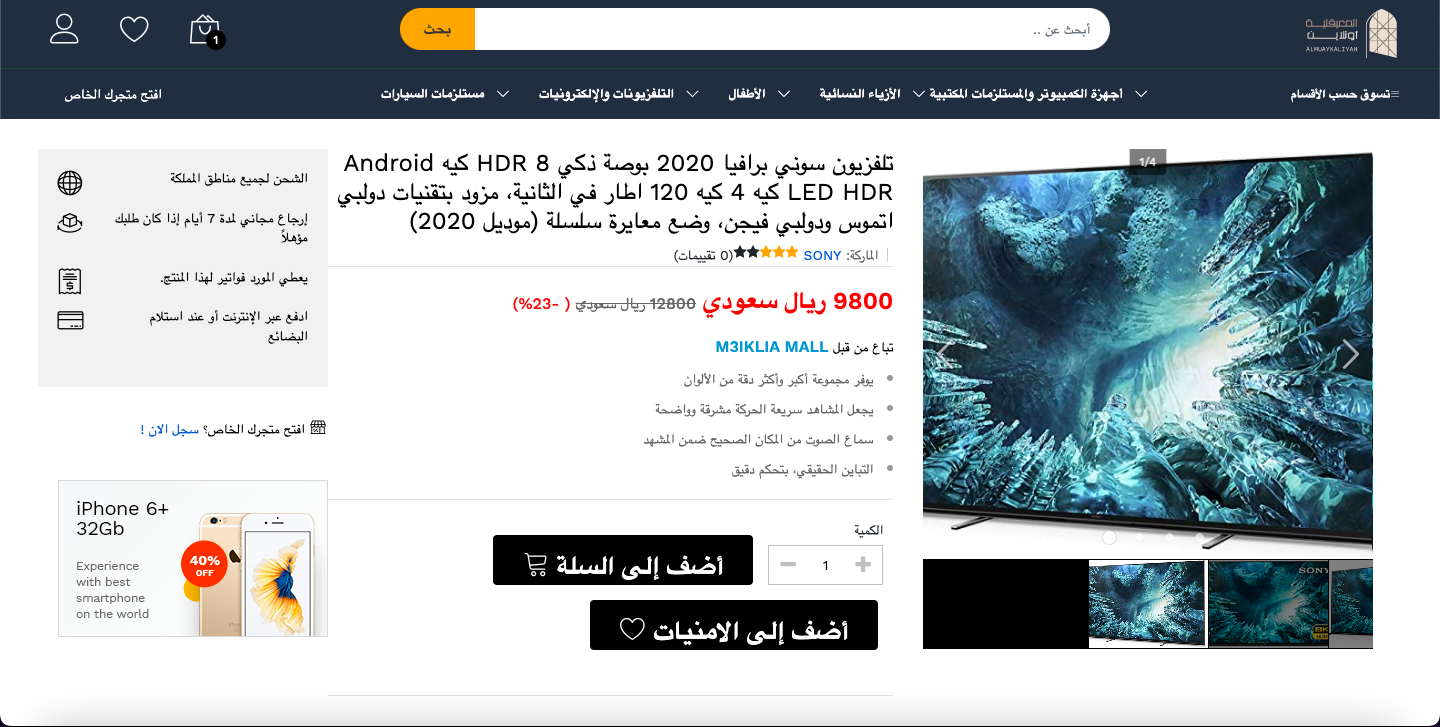 المعيقلية
أونلاين
ALMUAYKALIYAH
أبحث عن ..
بحث
1
تسوق حسب الأقسام
أجهزة الكمبيوتر والمستلزمات المكتبية
الأزياء النسائية
الأطفال
التلفزيونات والإلكترونيات
مستلزمات السيارات
افتح متجرك الخاص
1/4
SONY
8K
HDR
تلفزيون سوني برافيا 2020 بوصة ذكي HDR 8 كيه Android
LED HDR كيه 4 كيه 120 اطار في الثانية، مزود بتقنيات دولبي
اتموس ودولبي فيجن، وضع معايرة سلسلة (موديل 2020)
الماركة: SONY (0 تقييمات)
9800 ريال سعودي 12800 ريال سعودي ( -23%)
تباع من قبل M3IKLIA MALL
يوفر مجموعة أكبر وأكثر دقة من الألوان
يجعل المشاهد سريعة الحركة مشرقة وواضحة
سماع الصوت من المكان الصحيح ضمن المشهد
التباين الحقيقي، بتحكم دقيق
الكمية
1
أضف إلى السلة
أضف إلى الامنيات
الشحن لجميع مناطق المملكة
إرجاع مجاني لمدة 7 أيام إذا كان طلبك
مؤهلاً
يعطي المورد فواتير لهذا المنتج.
ادفع عبر الإنترنت أو عند استلام
البضائع
افتح متجرك الخاص؟ سجل الان !
iPhone 6+
32Gb
Experience
with best
smartphone
on the world
40%
OFF